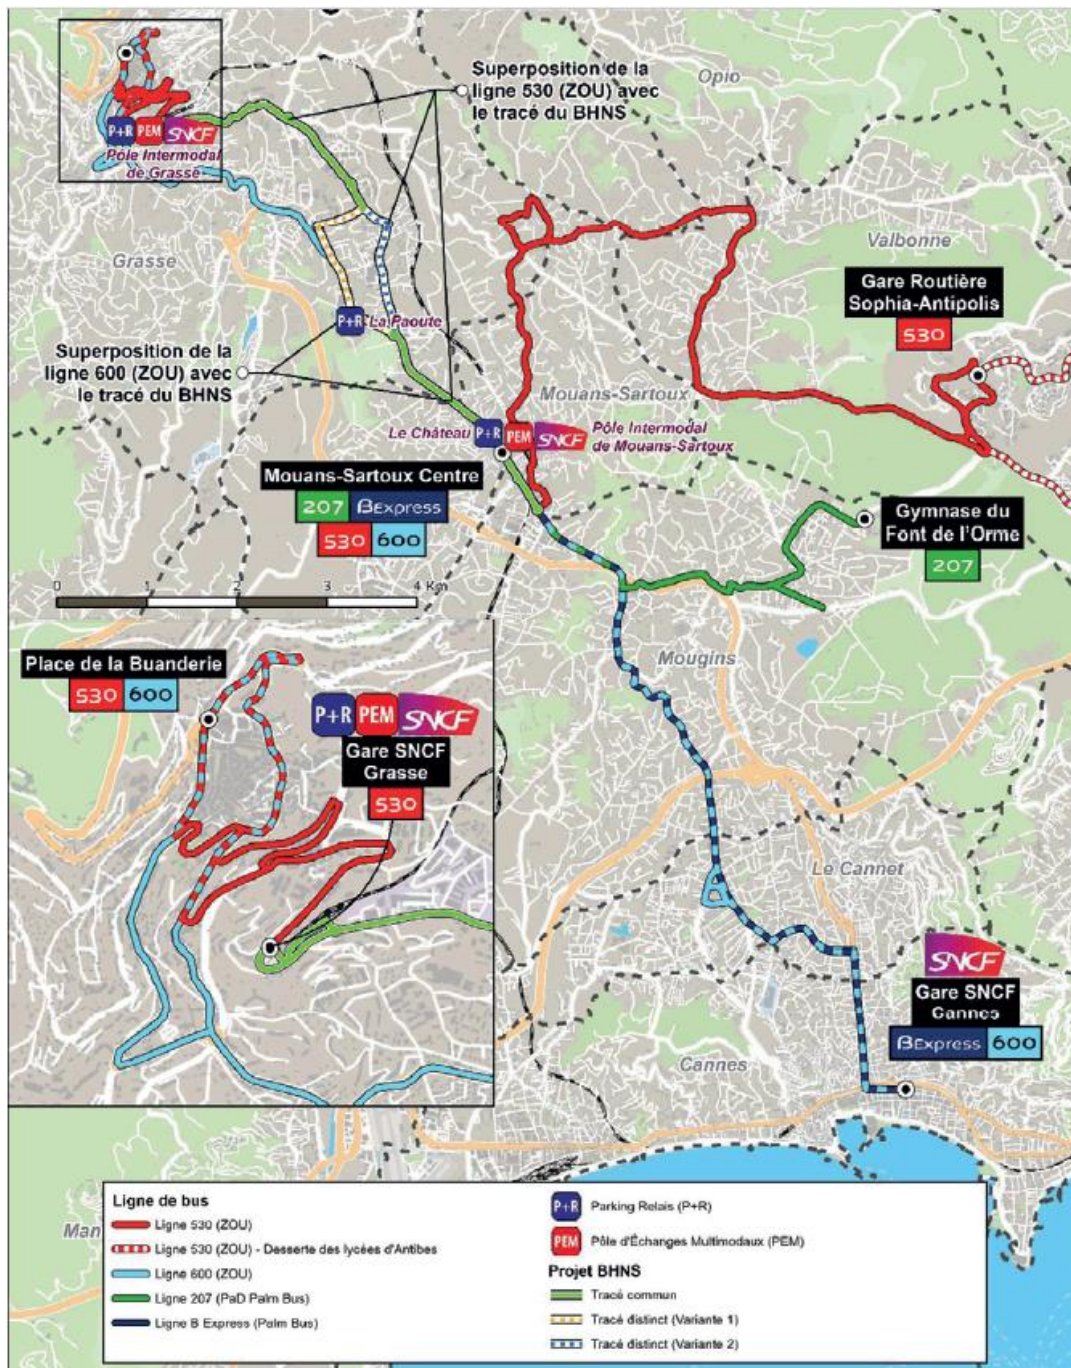 Opio
Superposition de la
ligne 530 (ZOU) avec
le tracé du BHNS
P+R PEM SNCF
Pôle Intermodal
de Grasse
Grasse
Valbonne
Gare Routière
Sophia-Antipolis
530
P+R La Paoute
Superposition de la
ligne 600 (ZOU) avec
le tracé du BHNS
Mouans-Sartoux
Le Château P+R PEM SNCF
Pôle Intermodal
de Mouans-Sartoux
Mouans-Sartoux Centre
207 BExpress
530 600
Gymnase du
Font de l'Orme
207
0 1 2 3 4 Km
Place de la Buanderie
530 600
P+R PEM SNCF
Gare SNCF
Grasse
530
Mougins
Le Cannet
SNCF
Gare SNCF
Cannes
BExpress 600
Cannes
Man
Ligne de bus
Ligne 530 (ZOU)
Ligne 530 (ZOU) - Desserte des lycées d'Antibes
Ligne 600 (ZOU)
Ligne 207 (PaD Palm Bus)
Ligne B Express (Palm Bus)
P+R Parking Relais (P+R)
PEM Pôle d'Échanges Multimodaux (PEM)
Projet BHNS
Tracé commun
Tracé distinct (Variante 1)
Tracé distinct (Variante 2)